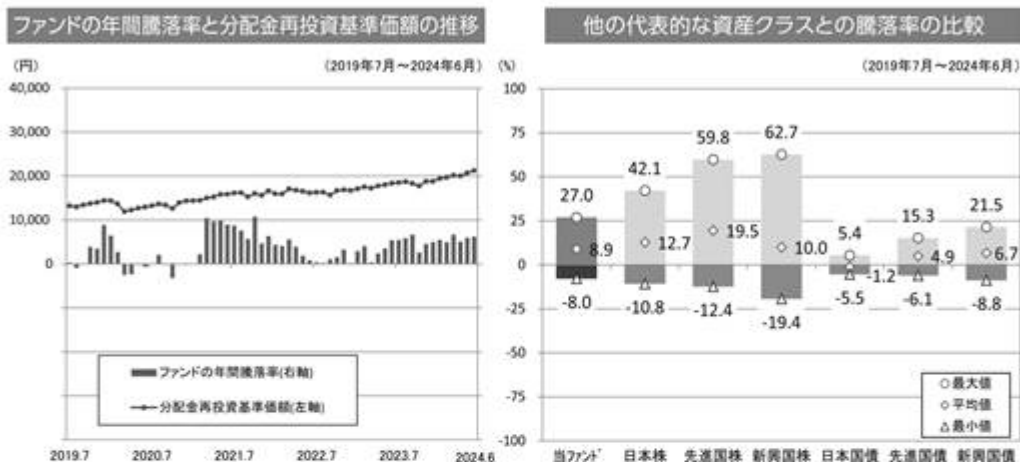 ファンドの年間騰落率と分配金再投資基準価額の推移
(円)
(2019年7月～2024年6月)
40,000
30,000
20,000
10,000
0
ファンドの年間騰落率(右軸)
分配金再投資基準価額(左軸)
2019.7 2020.7 2021.7 2022.7 2023.7 2024.6
他の代表的な資産クラスとの騰落率の比較
(%)
(2019年7月～2024年6月)
100
75
50
25
0
-25
-50
-75
-100
27.0 42.1 59.8 62.7 5.4 15.3 21.5
8.9 12.7 19.5 10.0 -1.2 4.9 6.7
-8.0 -10.8 -12.4 -19.4 -5.5 -6.1 -8.8
最大値
平均値
最小値
当ファンド 日本株 先進国株 新興国株 日本国債 先進国債 新興国債